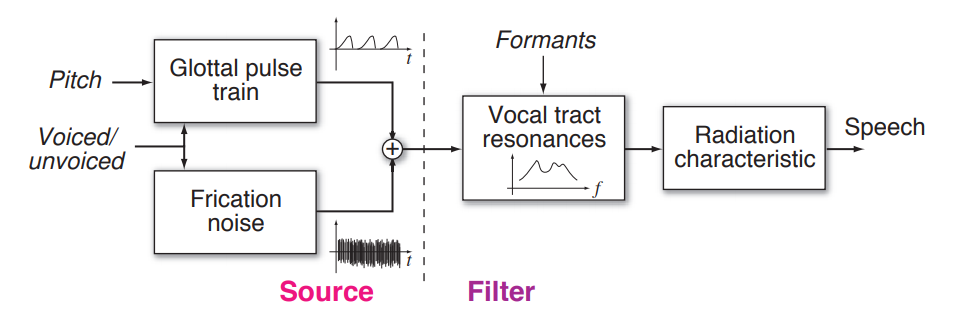 Formants
Glottal pulse
train
t
Pitch
Voiced/
unvoiced
+
Vocal tract
resonances
f
Radiation
characteristic
Speech
Frication
noise
t
Source
Filter